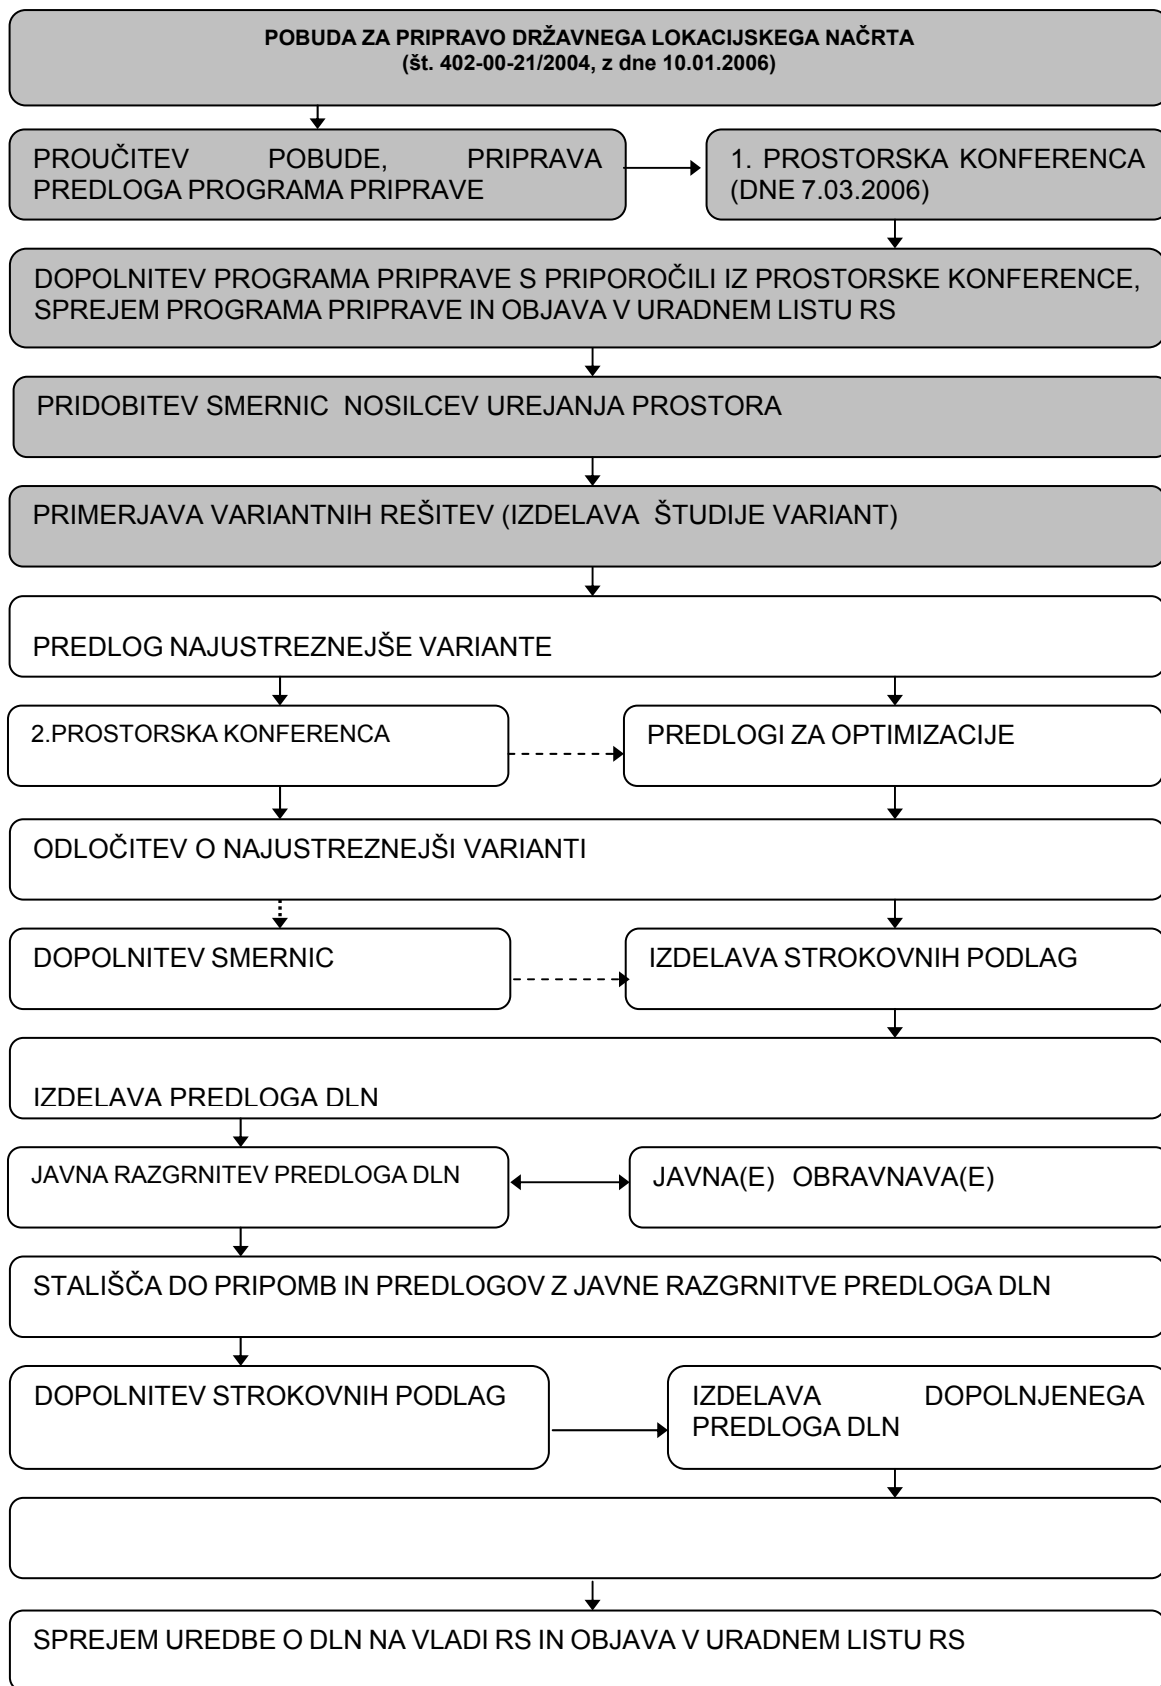 POBUDA ZA PRIPRAVO DRŽAVNEGA LOKACIJSKEGA NAČRTA
(št. 402-00-21/2004, z dne 10.01.2006)
PROUČITEV POBUDE, PRIPRAVA
PREDLOGA PROGRAMA PRIPRAVE
1. PROSTORSKA KONFERENCA
(DNE 7.03.2006)
DOPOLNITEV PROGRAMA PRIPRAVE S PRIPOROČILI IZ PROSTORSKE KONFERENCE,
SPREJEM PROGRAMA PRIPRAVE IN OBJAVA V URADNEM LISTU RS
PRIDOBITEV SMERNIC NOSILCEV UREJANJA PROSTORA
PRIMERJAVA VARIANTNIH REŠITEV (IZDELAVA ŠTUDIJE VARIANT)
PREDLOG NAJUSTREZNEJŠE VARIANTE
2.PROSTORSKA KONFERENCA
PREDLOGI ZA OPTIMIZACIJE
ODLOČITEV O NAJUSTREZNEJŠI VARIANTI
DOPOLNITEV SMERNIC
IZDELAVA STROKOVNIH PODLAG
IZDELAVA PREDLOGA DLN
JAVNA RAZGRNITEV PREDLOGA DLN
JAVNA(E) OBRAVNAVA(E)
STALIŠČA DO PRIPOMB IN PREDLOGOV Z JAVNE RAZGRNITVE PREDLOGA DLN
DOPOLNITEV STROKOVNIH PODLAG
IZDELAVA DOPOLNJENEGA
PREDLOGA DLN
SPREJEM UREDBE O DLN NA VLADI RS IN OBJAVA V URADNEM LISTU RS